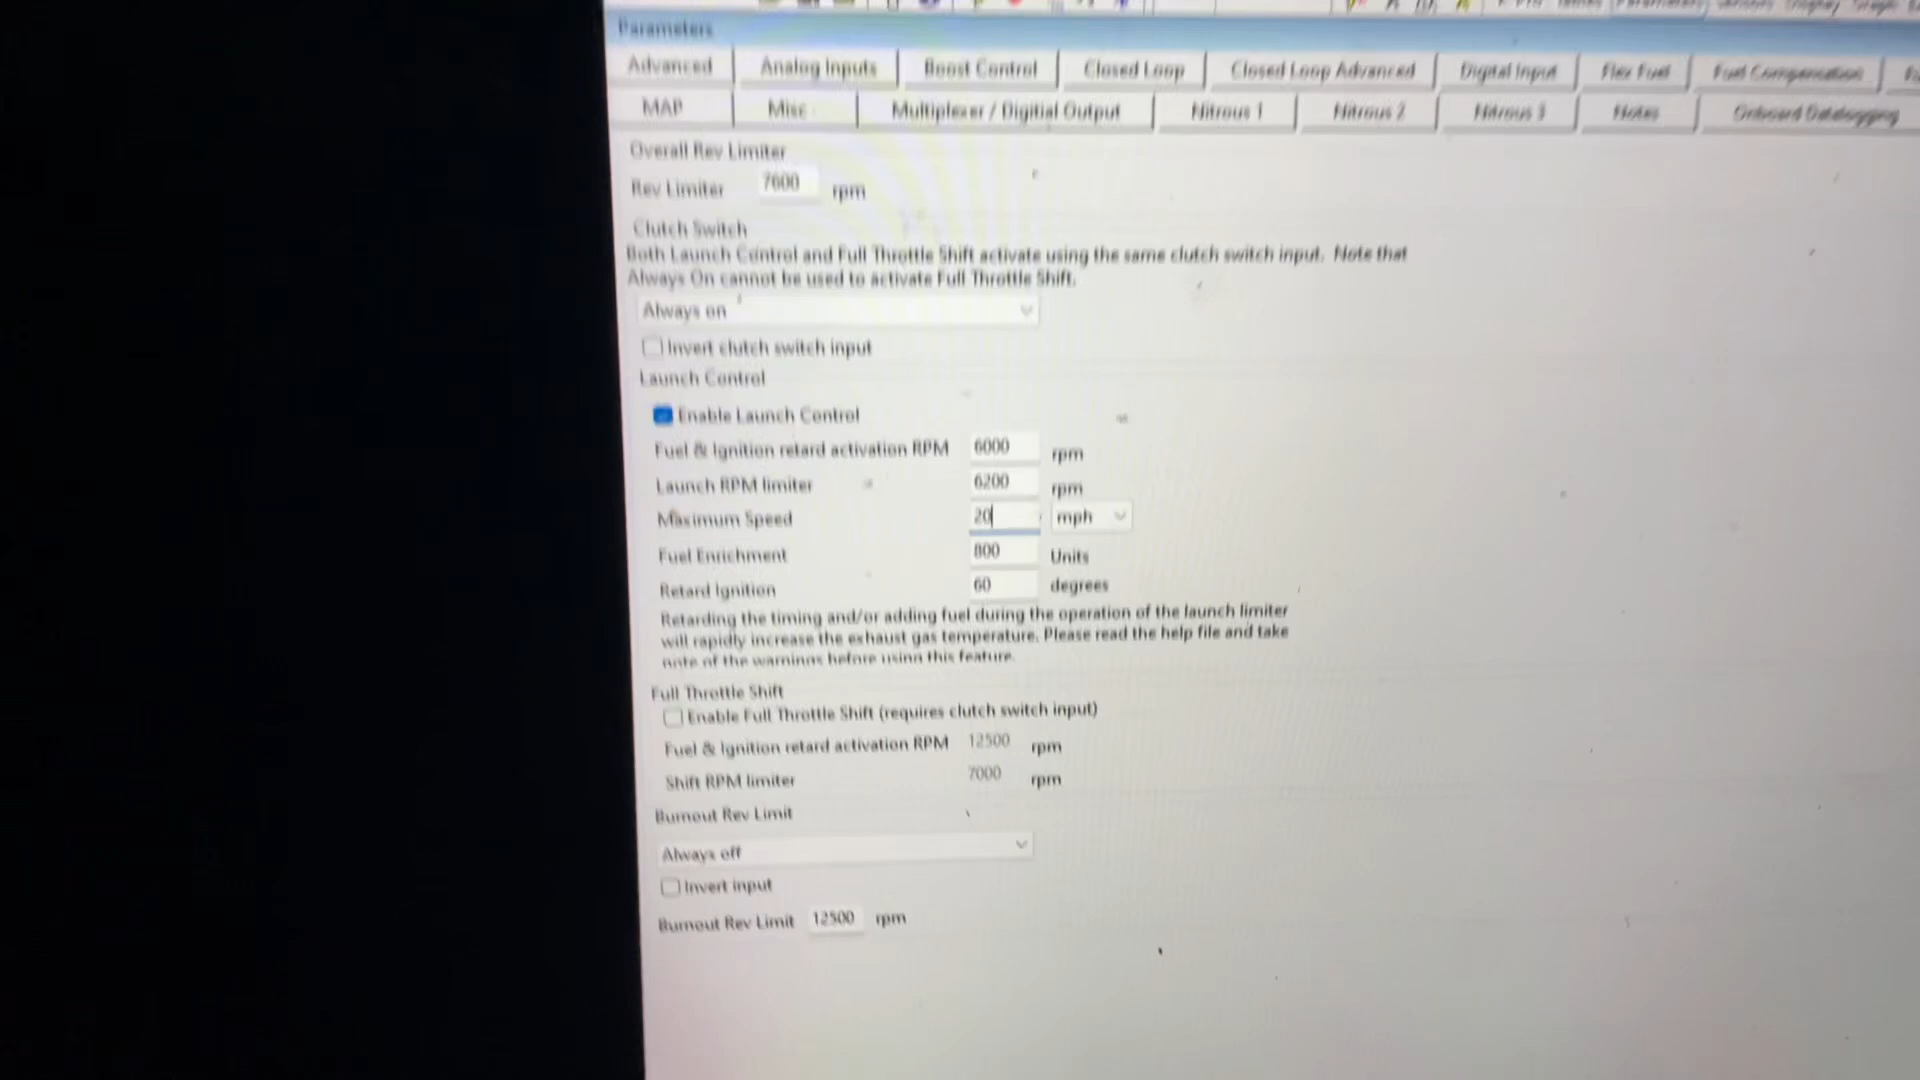 Parameters
Advanced Analog Inputs Boost Control Closed Loop Closed Loop Advanced Digital Input Flex Fuel Fuel Compensation
MAP Misc Multiplexer / Digitial Output Nitrous 1 Nitrous 2 Nitrous 3 Notes Onboard Datalogging
Overall Rev Limiter
Rev Limiter 7600 rpm
Clutch Switch
Both Launch Control and Full Throttle Shift activate using the same clutch switch input. Note that
Always On cannot be used to activate Full Throttle Shift.
Always on
Invert clutch switch input
Launch Control
Enable Launch Control
Fuel & Ignition retard activation RPM 6000 rpm
Launch RPM limiter 6200 rpm
Maximum Speed 20 mph
Fuel Enrichment 800 Units
Retard Ignition 60 degrees
Retarding the timing and/or adding fuel during the operation of the launch limiter
will rapidly increase the exhaust gas temperature. Please read the help file and take
note of the warnings before using this feature.
Full Throttle Shift
Enable Full Throttle Shift (requires clutch switch input)
Fuel & Ignition retard activation RPM 12500 rpm
Shift RPM limiter 7000 rpm
Burnout Rev Limit
Always off
Invert input
Burnout Rev Limit 12500 rpm